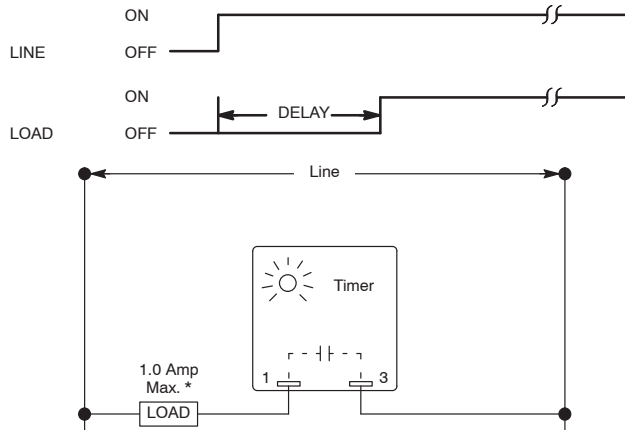 ON
LINE OFF
ON
DELAY
LOAD OFF
Line
Timer
1.0 Amp
Max. *
1 3
LOAD